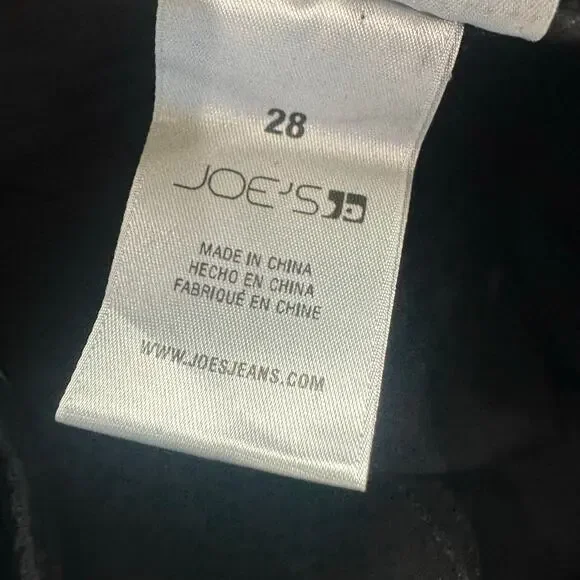 28
JOE'S
MADE IN CHINA
HECHO EN CHINA
FABRIQUÉ EN CHINE
WWW.JOESJEANS.COM